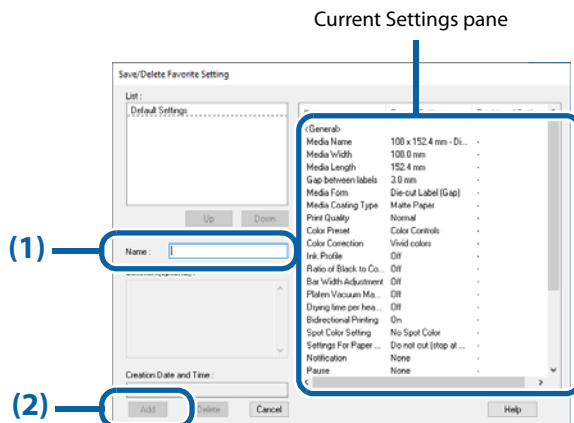 Current Settings pane
Save/Delete Favorite Setting
List :
Default Settings
<General>
Media Name 108 x 152.4 mm - Di... -
Media Width 108.0 mm -
Media Length 152.4 mm -
Gap between labels 3.0 mm -
Media Form Die-cut Label (Gap) -
Media Coating Type Matte Paper -
Print Quality Normal -
Color Preset Color Controls -
Color Correction Vivid colors -
Ink Profile Off -
Ratio of Black to Co... Off -
Bar Width Adjustment Off -
Platen Vacuum Ma... Off -
Drying time per hea... Off -
Bidirectional Printing On -
Spot Color Setting No Spot Color -
Settings For Paper ... Do not cut (stop at ... -
Notification None -
Pause None -
Up Down
(1)
Name :
Creation Date and Time :
(2)
Add Delete Cancel Help